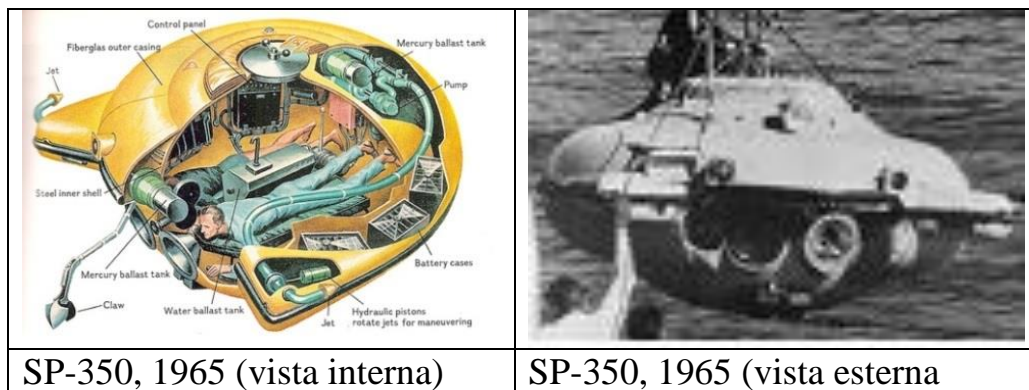 Control panel
Fiberglas outer casing
Mercury ballast tank
Jet
Pump
Steel inner shell
Mercury ballast tank
Battery cases
Claw
Water ballast tank
Jet
Hydraulic pistons
rotate jets for maneuvering
SP-350, 1965 (vista interna)
SP-350, 1965 (vista esterna